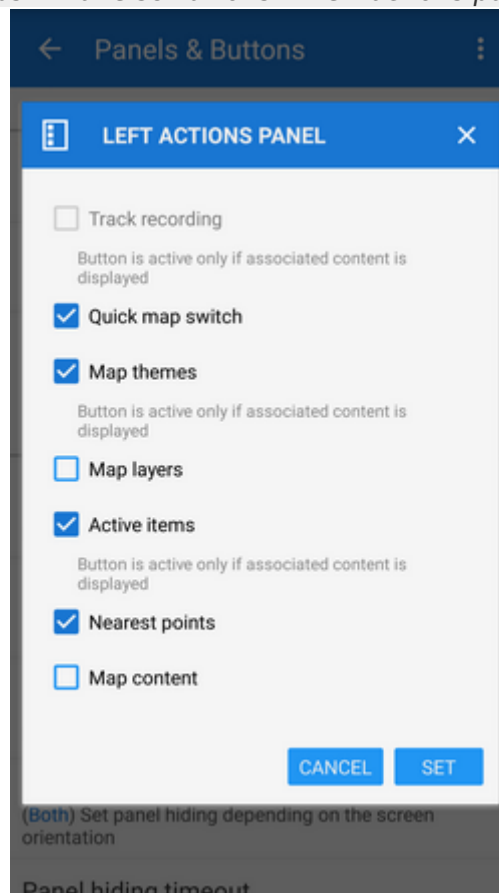 Panels & Buttons
LEFT ACTIONS PANEL
Track recording
Button is active only if associated content is
displayed
Quick map switch
Map themes
Button is active only if associated content is
displayed
Map layers
Active items
Button is active only if associated content is
displayed
Nearest points
Map content
CANCEL SET
(Both) Set panel hiding depending on the screen
orientation
Panel hiding timeout